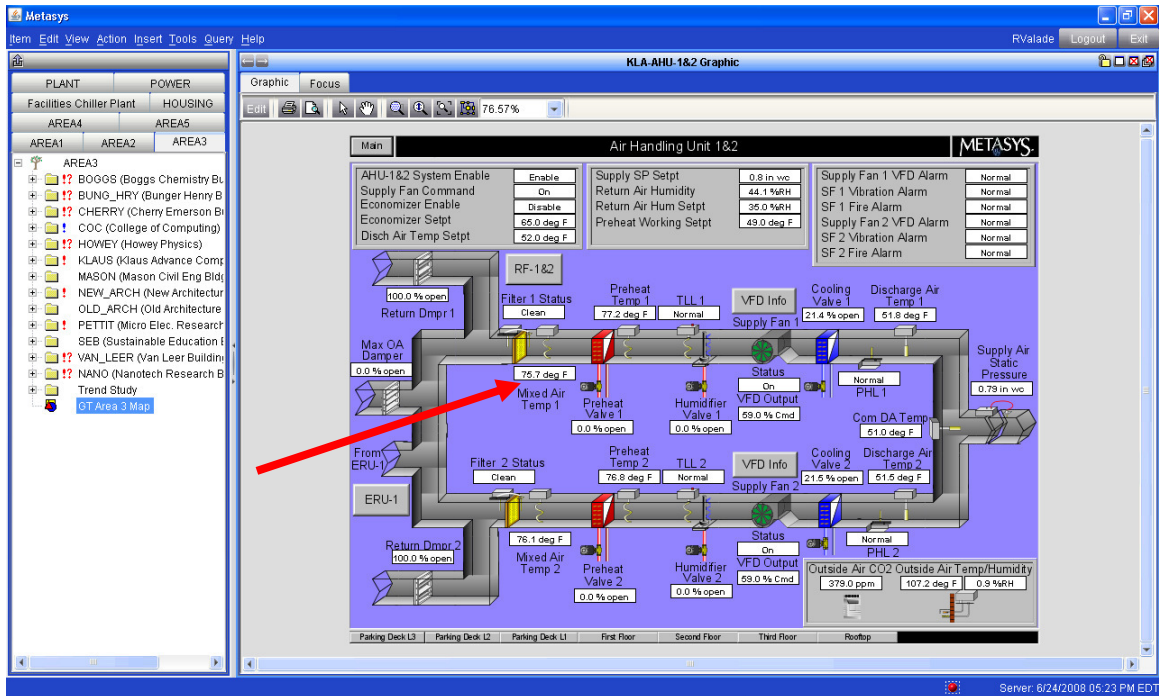 Metasys
Item Edit View Action Insert Tools Query Help
RValade Logout Exit
PLANT POWER
Facilities Chiller Plant HOUSING
AREA4 AREA5
AREA1 AREA2 AREA3
AREA3
BOGGS (Boggs Chemistry Bu
BUNG_HRY (Bunger Henry B
CHERRY (Cherry Emerson Bu
COC (College of Computing)
HOWEY (Howey Physics)
KLAUS (Klaus Advance Comp
MASON (Mason Civil Eng Bldg
NEW_ARCH (New Architectur
OLD_ARCH (Old Architecture
PETTIT (Micro Elec. Research
SEB (Sustainable Education E
VAN_LEER (Van Leer Building
NANO (Nanotech Research B
Trend Study
GT Area 3 Map
KLA-AHU-1&2 Graphic
Graphic Focus
Edit 76.57%
Main
Air Handling Unit 1&2
METASYS.
AHU-1&2 System Enable Enable
Supply Fan Command On
Economizer Enable Disable
Economizer Setpt 65.0 deg F
Disch Air Temp Setpt 52.0 deg F
Supply SP Setpt 0.8 in wc
Return Air Humidity 44.1 %RH
Return Air Hum Setpt 35.0 %RH
Preheat Working Setpt 49.0 deg F
Supply Fan 1 VFD Alarm Normal
SF 1 Vibration Alarm Normal
SF 1 Fire Alarm Normal
Supply Fan 2 VFD Alarm Normal
SF 2 Vibration Alarm Normal
SF 2 Fire Alarm Normal
RF-1&2
100.0 % open
Return Dmpr 1
Filter 1 Status
Clean
Preheat
Temp 1
77.2 deg F
TLL 1
Normal
VFD Info
Supply Fan 1
Cooling
Valve 1
21.4 % open
Discharge Air
Temp 1
51.8 deg F
Max OA
Damper
0.0 % open
75.7 deg F
Mixed Air
Temp 1
Preheat
Valve 1
0.0 % open
Humidifier
Valve 1
0.0 % open
Status
On
VFD Output
59.0 % Cmd
Normal
PHL 1
Supply Air
Static
Pressure
0.79 in wc
Com DA Temp
51.0 deg F
From
ERU-1
ERU-1
Filter 2 Status
Clean
Preheat
Temp 2
76.8 deg F
TLL 2
Normal
VFD Info
Supply Fan 2
Cooling
Valve 2
21.5 % open
Discharge Air
Temp 2
51.5 deg F
Return Dmpr 2
100.0 % open
76.1 deg F
Mixed Air
Temp 2
Preheat
Valve 2
0.0 % open
Humidifier
Valve 2
0.0 % open
Status
On
VFD Output
59.0 % Cmd
Normal
PHL 2
Outside Air CO2 Outside Air Temp/Humidity
379.0 ppm 107.2 deg F 0.9 %RH
Parking Deck L3 Parking Deck L2 Parking Deck L1 First Floor Second Floor Third Floor Rooftop
Server: 6/24/2008 05:23 PM EDT